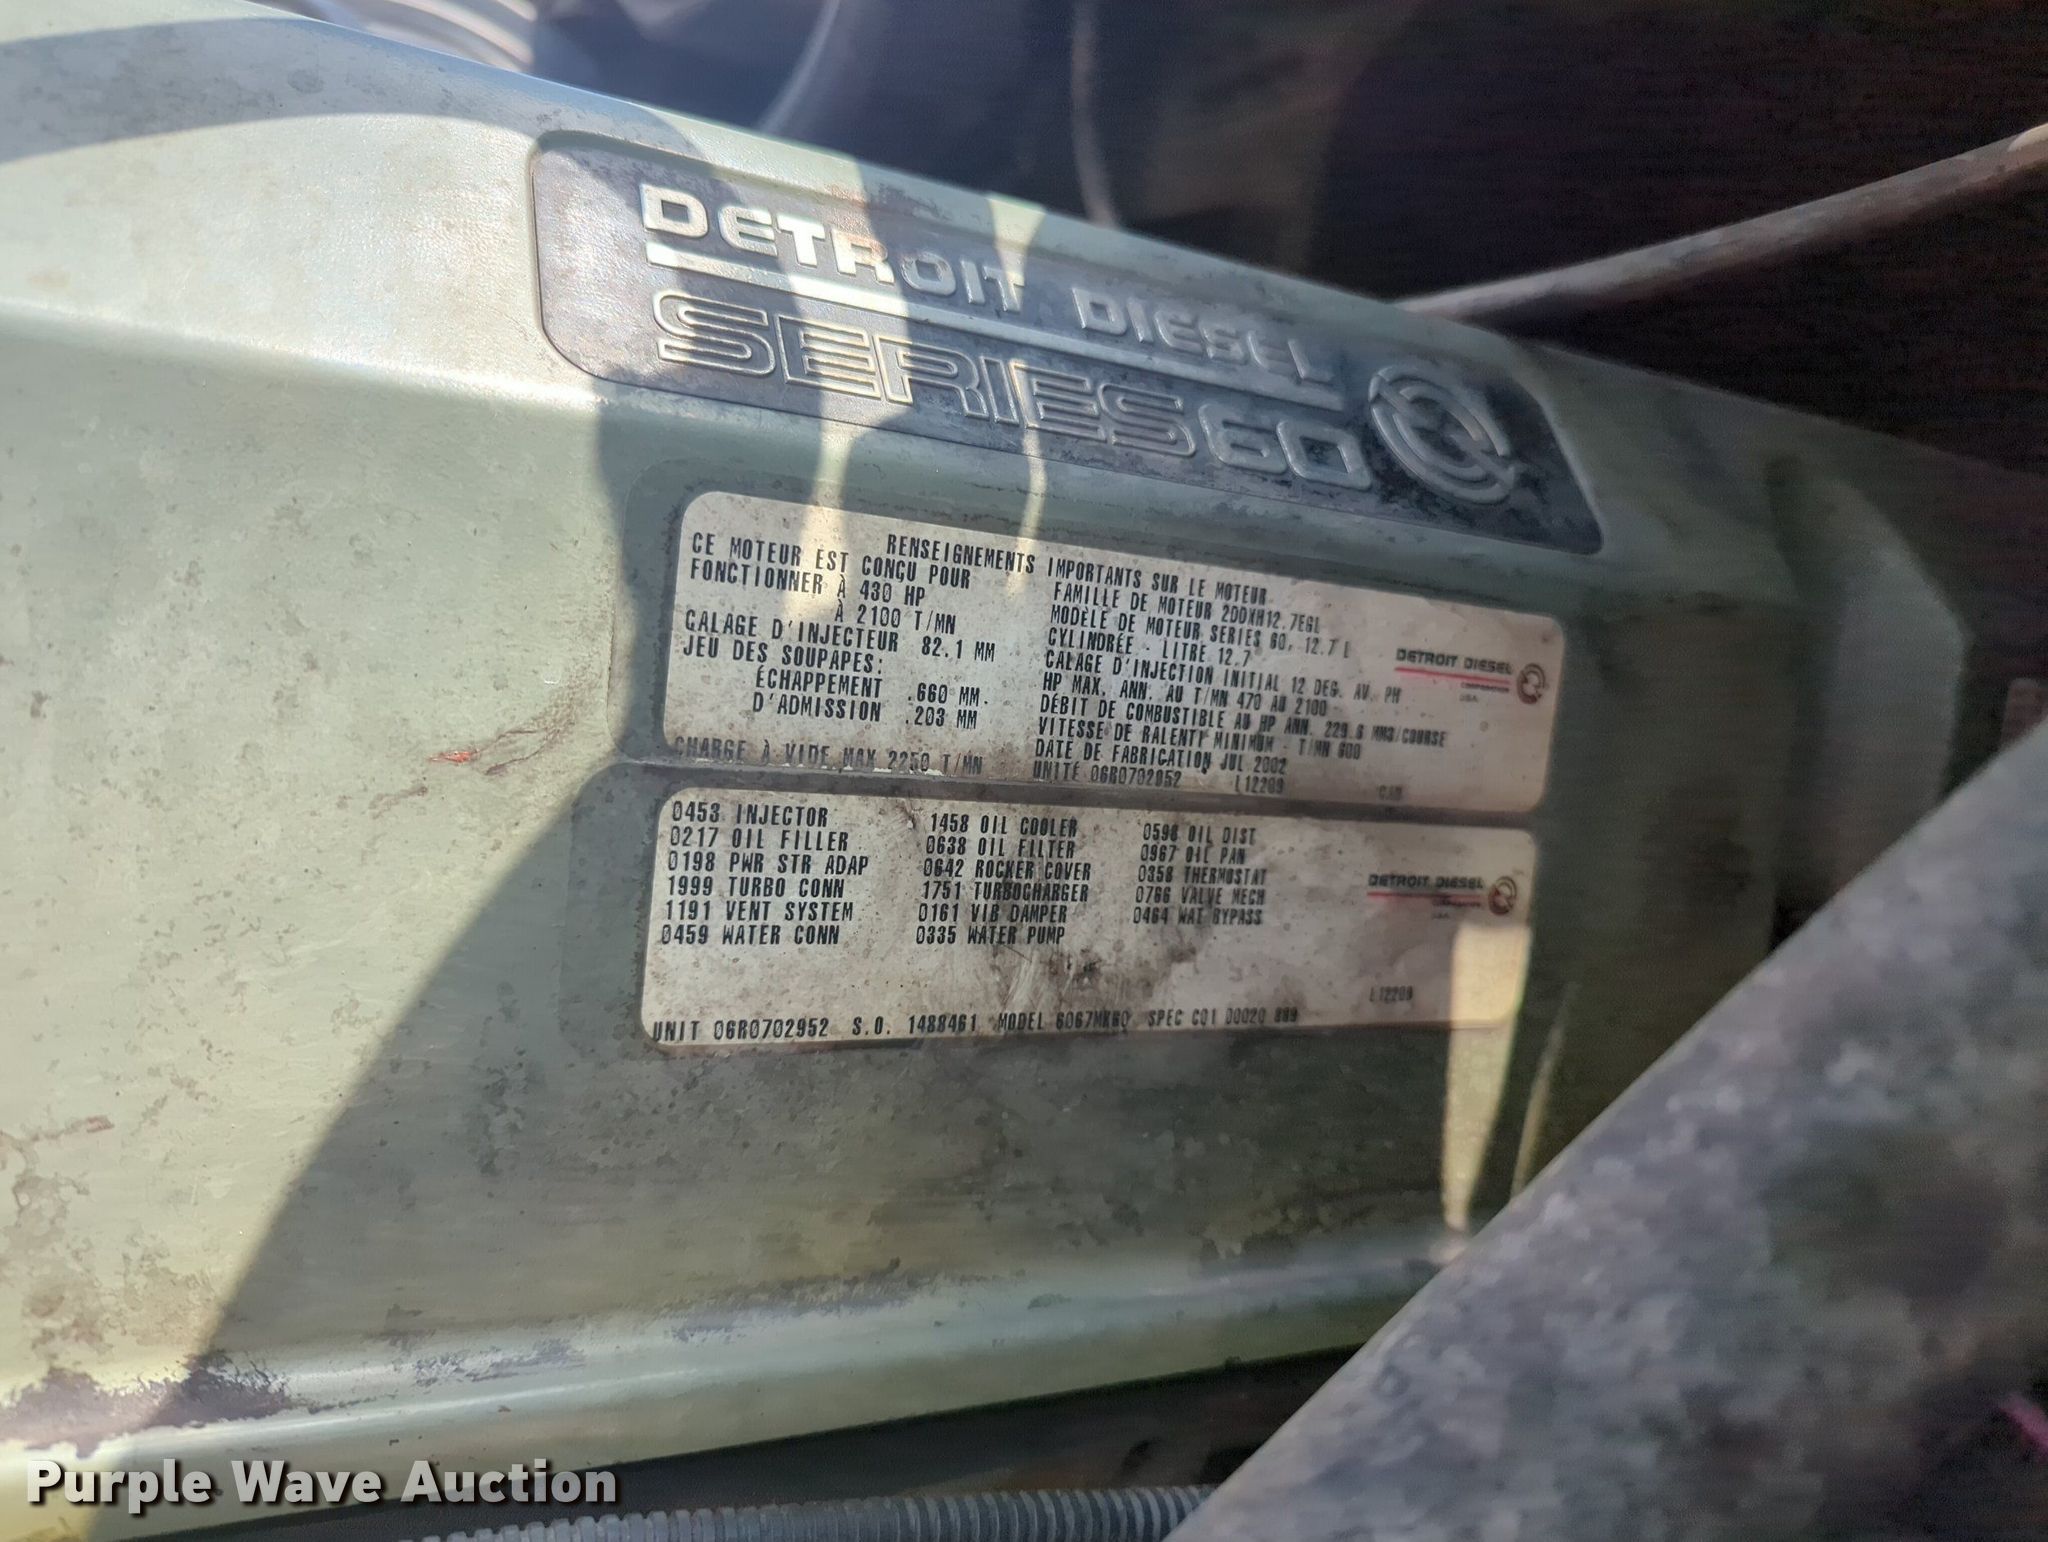 DETROIT DIESEL
SERIES 60
RENSEIGNEMENTS IMPORTANTS SUR LE MOTEUR
CE MOTEUR EST CONÇU POUR
FONCTIONNER À 430 HP
À 2100 T/MN
CALAGE D'INJECTEUR 82.1 MM
JEU DES SOUPAPES:
ÉCHAPPEMENT .660 MM.
D'ADMISSION .203 MM
CHARGE À VIDE MAX 2250 T/MN
FAMILLE DE MOTEUR 2DDXH12.7EGL
MODÈLE DE MOTEUR SERIES 60, 12.7 L
CYLINDRÉE - LITRE 12.7
CALAGE D'INJECTION INITIAL 12 DEG. AV. PM
HP MAX. ANN. AU T/MN 470 AU 2100
DÉBIT DE COMBUSTIBLE AU HP ANN. 229.6 MM3/COURSE
VITESSE DE RALENTY MINIMUM - T/MN 600
DATE DE FABRICATION JUL 2002
UNITÉ 06R0702952 L12209
DETROIT DIESEL
CORPORATION
USA
0453 INJECTOR
0217 OIL FILLER
0198 PWR STR ADAP
1999 TURBO CONN
1191 VENT SYSTEM
0459 WATER CONN
1458 OIL COOLER
0638 OIL FILTER
0642 ROCKER COVER
1751 TURBOCHARGER
0161 VIB DAMPER
0335 WATER PUMP
0598 OIL DIST
0967 OIL PAN
0358 THERMOSTAT
0766 VALVE MECH
0464 WAT BYPASS
DETROIT DIESEL
L12209
UNIT 06R0702952 S.O. 1488461 MODEL 6067MK60 SPEC
Purple Wave Auction